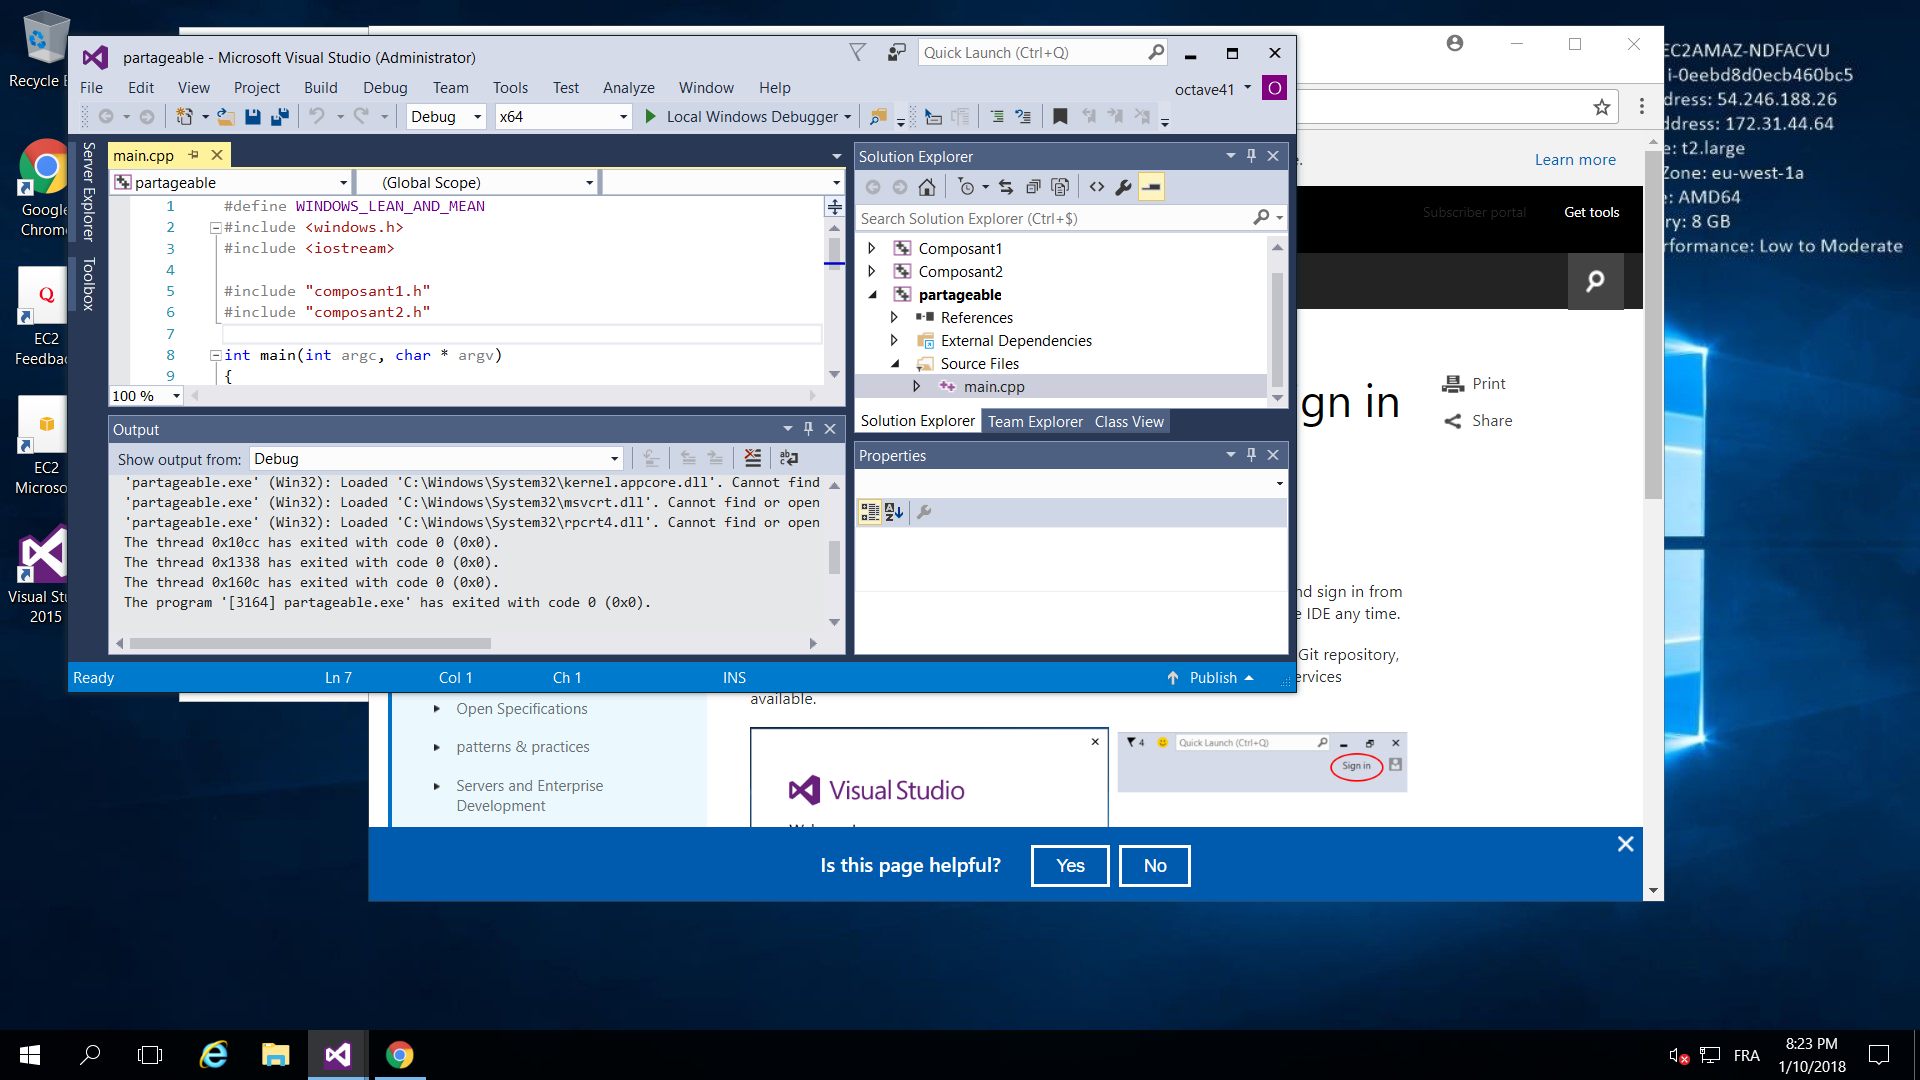 Recycle
Google
Chrom
EC2
Feedbac
EC2
Microso
Visual Stu
2015
partageable - Microsoft Visual Studio (Administrator)
Quick Launch (Ctrl+Q)
File Edit View Project Build Debug Team Tools Test Analyze Window Help
octave41
O
Debug
x64
Local Windows Debugger
Server Explorer
Toolbox
main.cpp
partageable
(Global Scope)
1 #define WINDOWS_LEAN_AND_MEAN
2 #include <windows.h>
3 #include <iostream>
4
5 #include "composant1.h"
6 #include "composant2.h"
7
8 int main(int argc, char * argv)
9 {
100 %
Output
Show output from: Debug
'partageable.exe' (Win32): Loaded 'C:\Windows\System32\kernel.appcore.dll'. Cannot find
'partageable.exe' (Win32): Loaded 'C:\Windows\System32\msvcrt.dll'. Cannot find or open
'partageable.exe' (Win32): Loaded 'C:\Windows\System32\rpcrt4.dll'. Cannot find or open
The thread 0x10cc has exited with code 0 (0x0).
The thread 0x1338 has exited with code 0 (0x0).
The thread 0x160c has exited with code 0 (0x0).
The program '[3164] partageable.exe' has exited with code 0 (0x0).
Solution Explorer
Search Solution Explorer (Ctrl+$)
Composant1
Composant2
partageable
References
External Dependencies
Source Files
main.cpp
Solution Explorer Team Explorer Class View
Properties
Ready Ln 7 Col 1 Ch 1 INS Publish
EC2AMAZ-NDFACVU
i-0eebd8d0ecb460bc5
dress: 54.246.188.26
ddress: 172.31.44.64
e: t2.large
Zone: eu-west-1a
e: AMD64
ry: 8 GB
rformance: Low to Moderate
Learn more
Subscriber portal
Get tools
gn in
Print
Share
nd sign in from
e IDE any time.
Git repository,
ervices
available.
Open Specifications
patterns & practices
Servers and Enterprise
Development
Visual Studio
4
Quick Launch (Ctrl+Q)
Sign in
Is this page helpful?
Yes
No
FRA
8:23 PM
1/10/2018